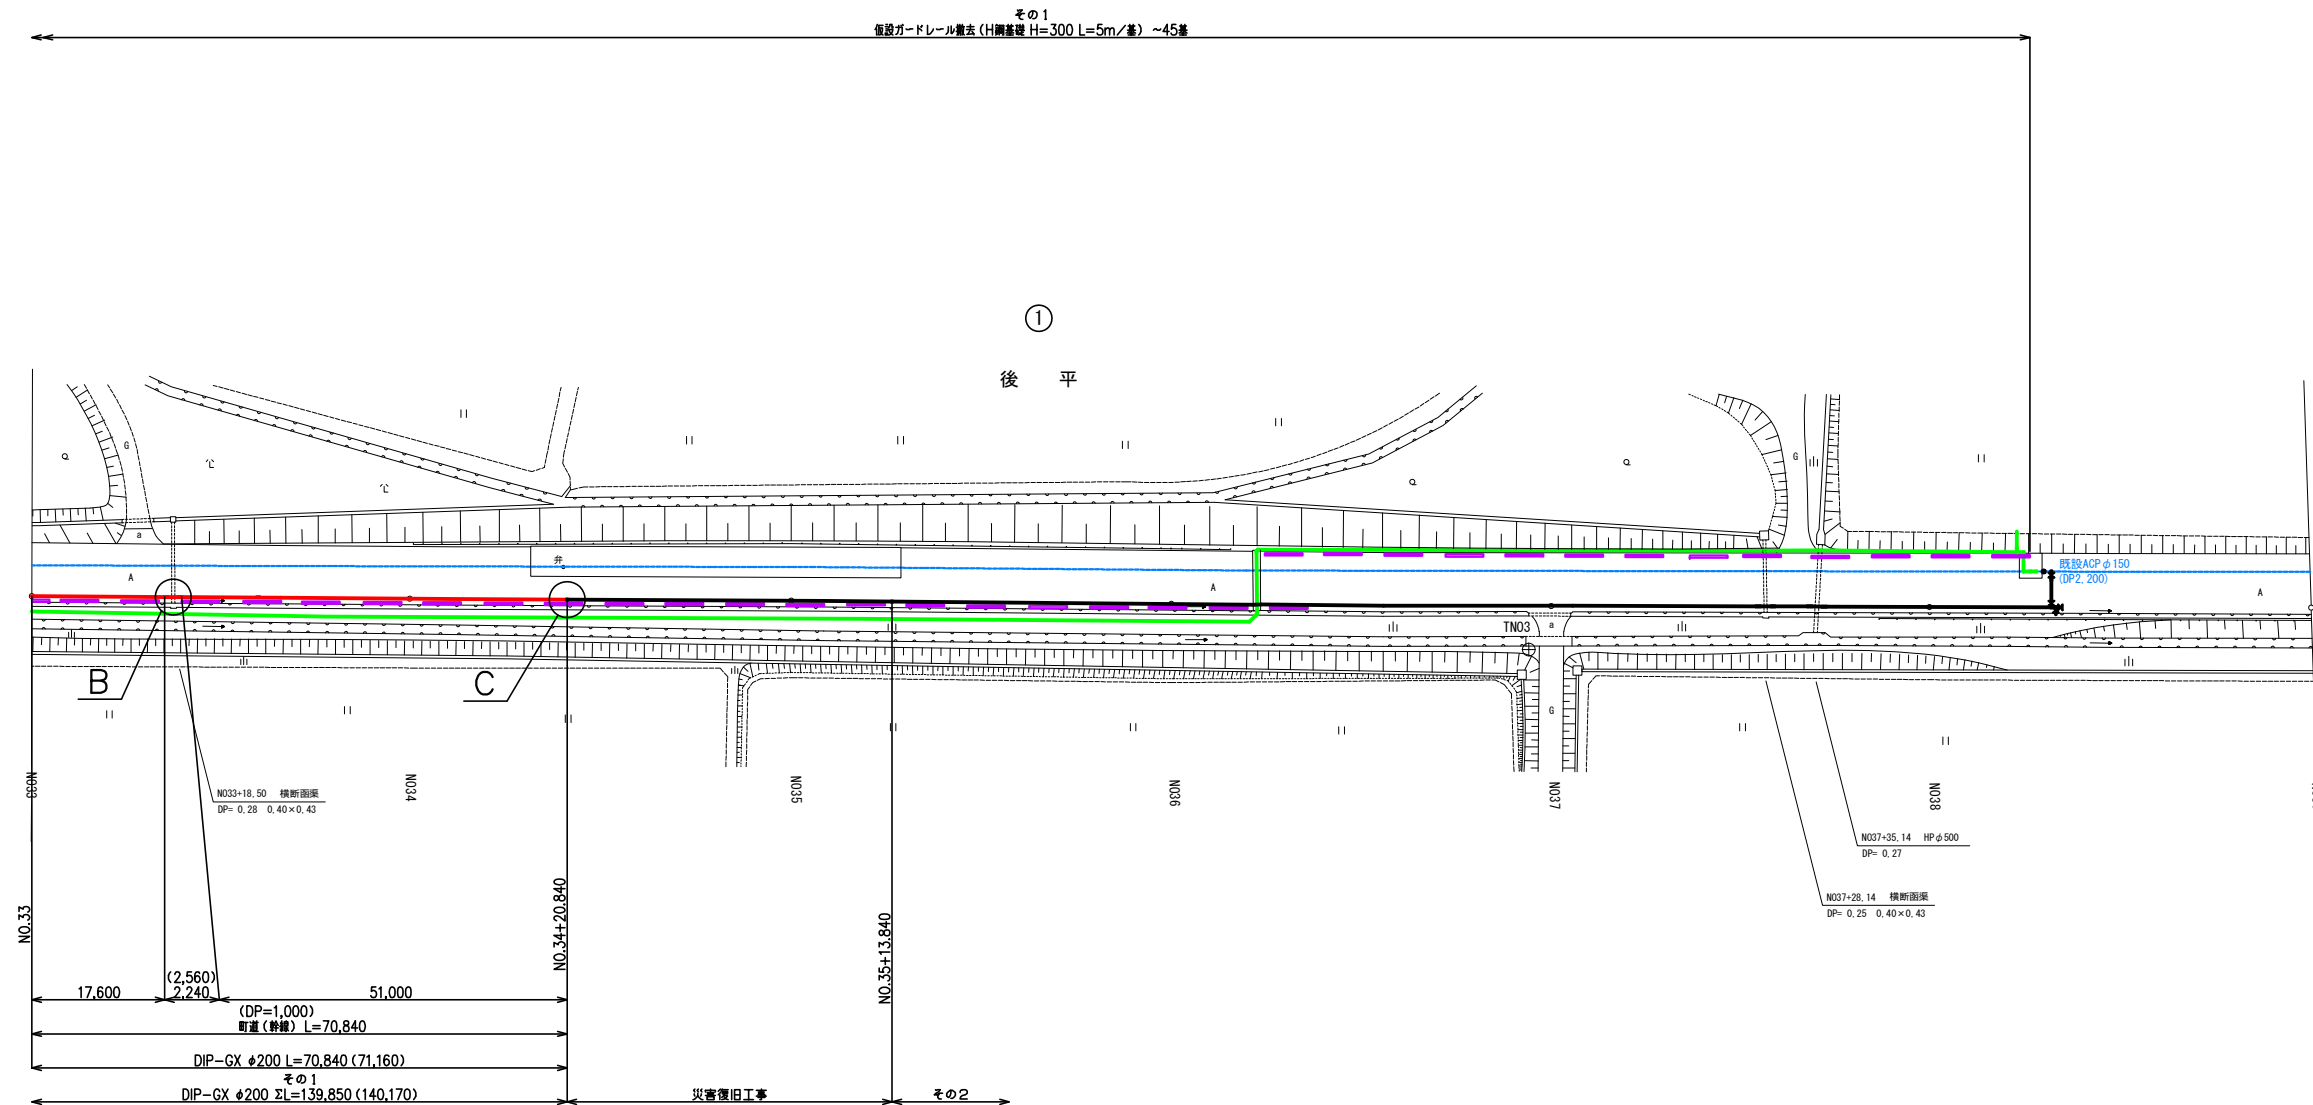 その1
仮設ガードレール撤去(H鋼基礎 H=300 L=5m/基) ~45基
①
後 平
G
a
A
弁
A
G
既設ACPφ150
(DP2,200)
A
TNO3
a
G
B
C
NO33
NO34
NO35
NO36
NO37
NO38
NO33+18.50 横断函渠
DP= 0.28 0.40×0.43
NO37+35.14 HPφ500
DP= 0.27
NO37+28.14 横断函渠
DP= 0.25 0.40×0.43
NO.33
NO.34+20.840
NO.35+13.840
17,600
(2,560)
2,240
51,000
(DP=1,000)
町道(幹線) L=70,840
DIP-GX φ200 L=70,840(71,160)
その1
DIP-GX φ200 ΣL=139,850(140,170)
災害復旧工事
その2